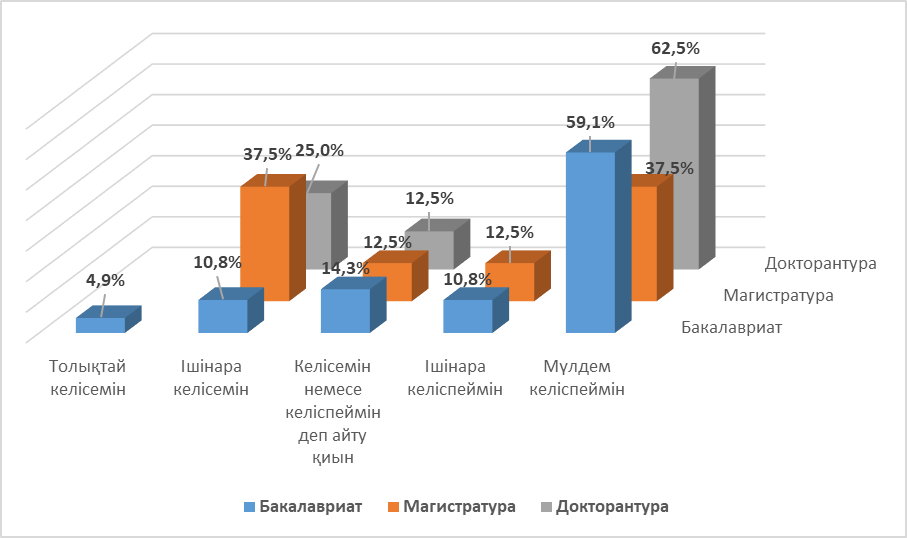 62,5%
59,1%
37,5%
25,0%
37,5%
12,5%
12,5%
12,5%
14,3%
10,8%
10,8%
4,9%
Докторантура
Магистратура
Бакалавриат
Толықтай
келісемін
Ішінара
келісемін
Келісемін
немесе
келіспеймін
деп айту
қиын
Ішінара
келіспеймін
Мүлдем
келіспеймін
Бакалавриат
Магистратура
Докторантура